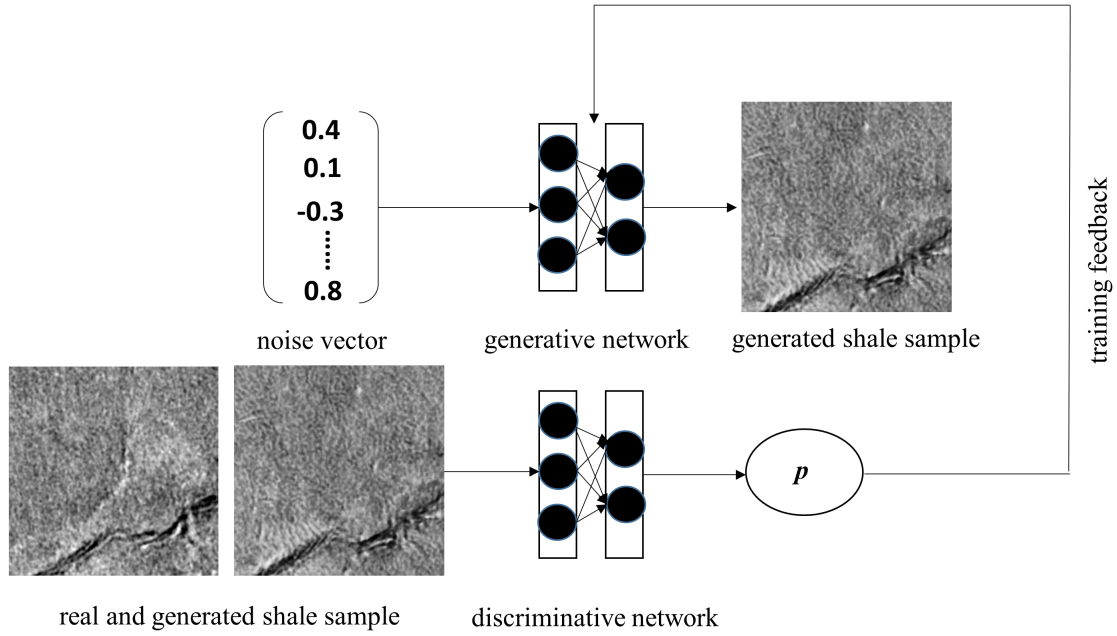 0.4
0.1
-0.3
0.8
noise vector
generative network
generated shale sample
training feedback
p
real and generated shale sample
discriminative network